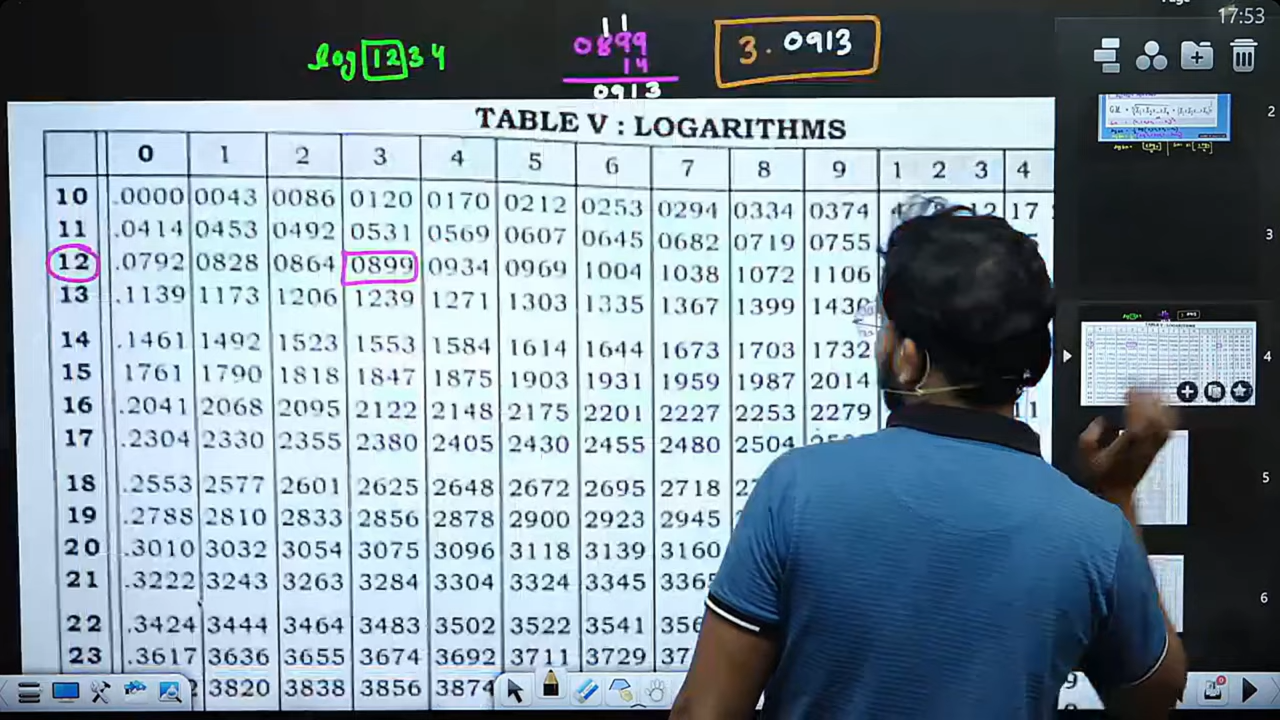 17:53
log 1234
11
0899
14
0913
3.0913
TABLE V : LOGARITHMS
0 1 2 3 4 5 6 7 8 9 1 2 3 4
10 .0000 0043 0086 0120 0170 0212 0253 0294 0334 0374 4 12 17
11 .0414 0453 0492 0531 0569 0607 0645 0682 0719 0755
12 .0792 0828 0864 0899 0934 0969 1004 1038 1072 1106
13 .1139 1173 1206 1239 1271 1303 1335 1367 1399 1430
14 .1461 1492 1523 1553 1584 1614 1644 1673 1703 1732
15 .1761 1790 1818 1847 1875 1903 1931 1959 1987 2014
16 .2041 2068 2095 2122 2148 2175 2201 2227 2253 2279 11
17 .2304 2330 2355 2380 2405 2430 2455 2480 2504
18 .2553 2577 2601 2625 2648 2672 2695 2718
19 .2788 2810 2833 2856 2878 2900 2923 2945
20 .3010 3032 3054 3075 3096 3118 3139 3160
21 .3222 3243 3263 3284 3304 3324 3345 3365
22 .3424 3444 3464 3483 3502 3522 3541
23 .3617 3636 3655 3674 3692 3711 3729
3820 3838 3856 3874
2
3
4
5
6